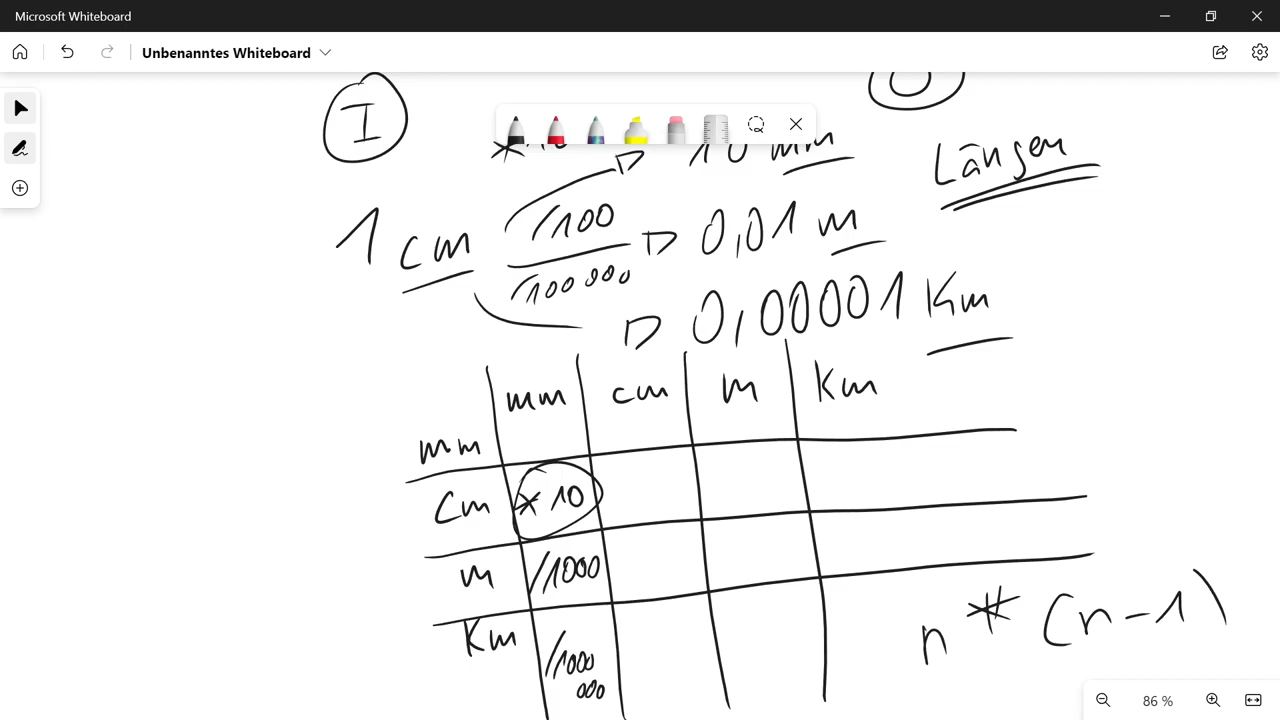 Microsoft Whiteboard
Unbenanntes Whiteboard
I
10 mm
Längen
1 cm
/100
0,01 m
/100 000
0,00001 Km
mm cm m Km
mm
cm * 10
m /1000
Km /1000 000
n * (n-1)
86 %